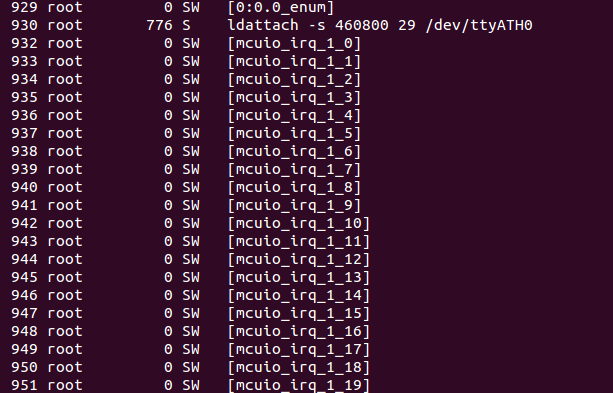 929 root 0 SW [0:0.0_enum]
930 root 776 S ldattach -s 460800 29 /dev/ttyATH0
932 root 0 SW [mcuio_irq_1_0]
933 root 0 SW [mcuio_irq_1_1]
934 root 0 SW [mcuio_irq_1_2]
935 root 0 SW [mcuio_irq_1_3]
936 root 0 SW [mcuio_irq_1_4]
937 root 0 SW [mcuio_irq_1_5]
938 root 0 SW [mcuio_irq_1_6]
939 root 0 SW [mcuio_irq_1_7]
940 root 0 SW [mcuio_irq_1_8]
941 root 0 SW [mcuio_irq_1_9]
942 root 0 SW [mcuio_irq_1_10]
943 root 0 SW [mcuio_irq_1_11]
944 root 0 SW [mcuio_irq_1_12]
945 root 0 SW [mcuio_irq_1_13]
946 root 0 SW [mcuio_irq_1_14]
947 root 0 SW [mcuio_irq_1_15]
948 root 0 SW [mcuio_irq_1_16]
949 root 0 SW [mcuio_irq_1_17]
950 root 0 SW [mcuio_irq_1_18]
951 root 0 SW [mcuio_irq_1_19]